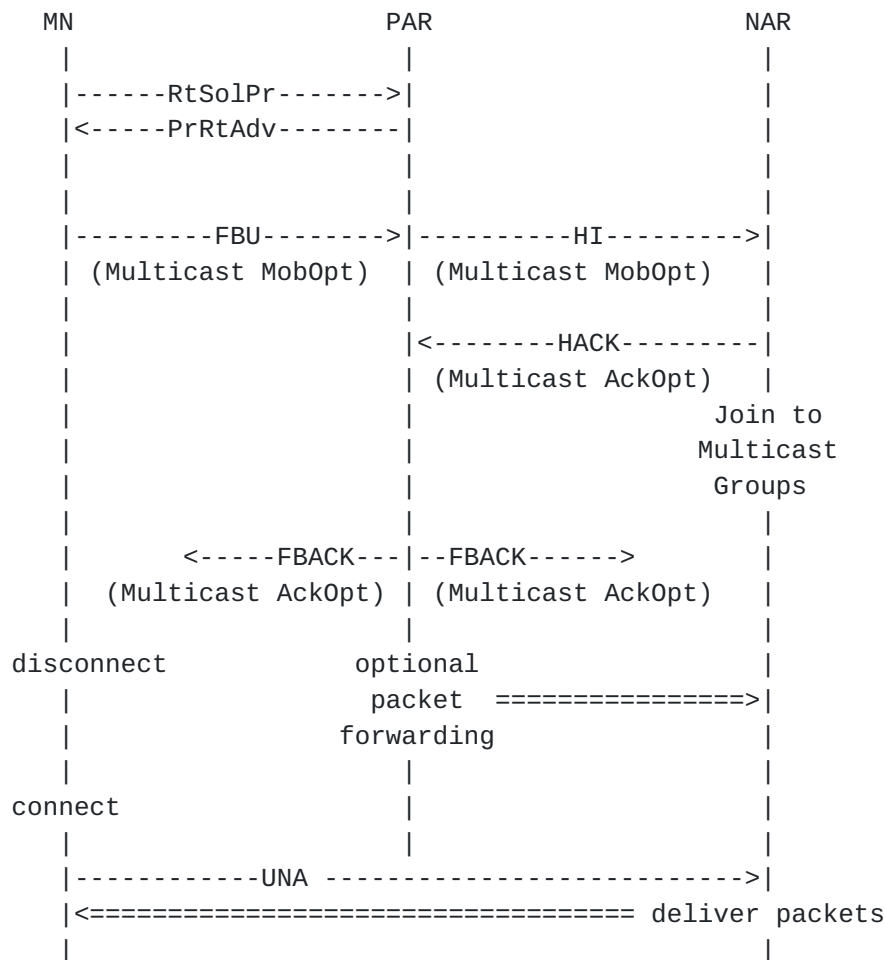 MN PAR NAR
| | |
|------RtSolPr------->| |
|<-----PrRtAdv--------| |
| | |
| | |
|---------FBU-------->|----------HI--------->|
| (Multicast MobOpt) | (Multicast MobOpt) |
| | |
| |<--------HACK---------|
| | (Multicast AckOpt) |
| | Join to
| | Multicast
| | Groups
| | |
| <-----FBACK---|--FBACK------> |
| (Multicast AckOpt) | (Multicast AckOpt) |
| | |
disconnect optional |
| packet ================>|
| forwarding |
| | |
connect | |
| | |
|------------UNA --------------------------->|
|<=================================== deliver packets
| |